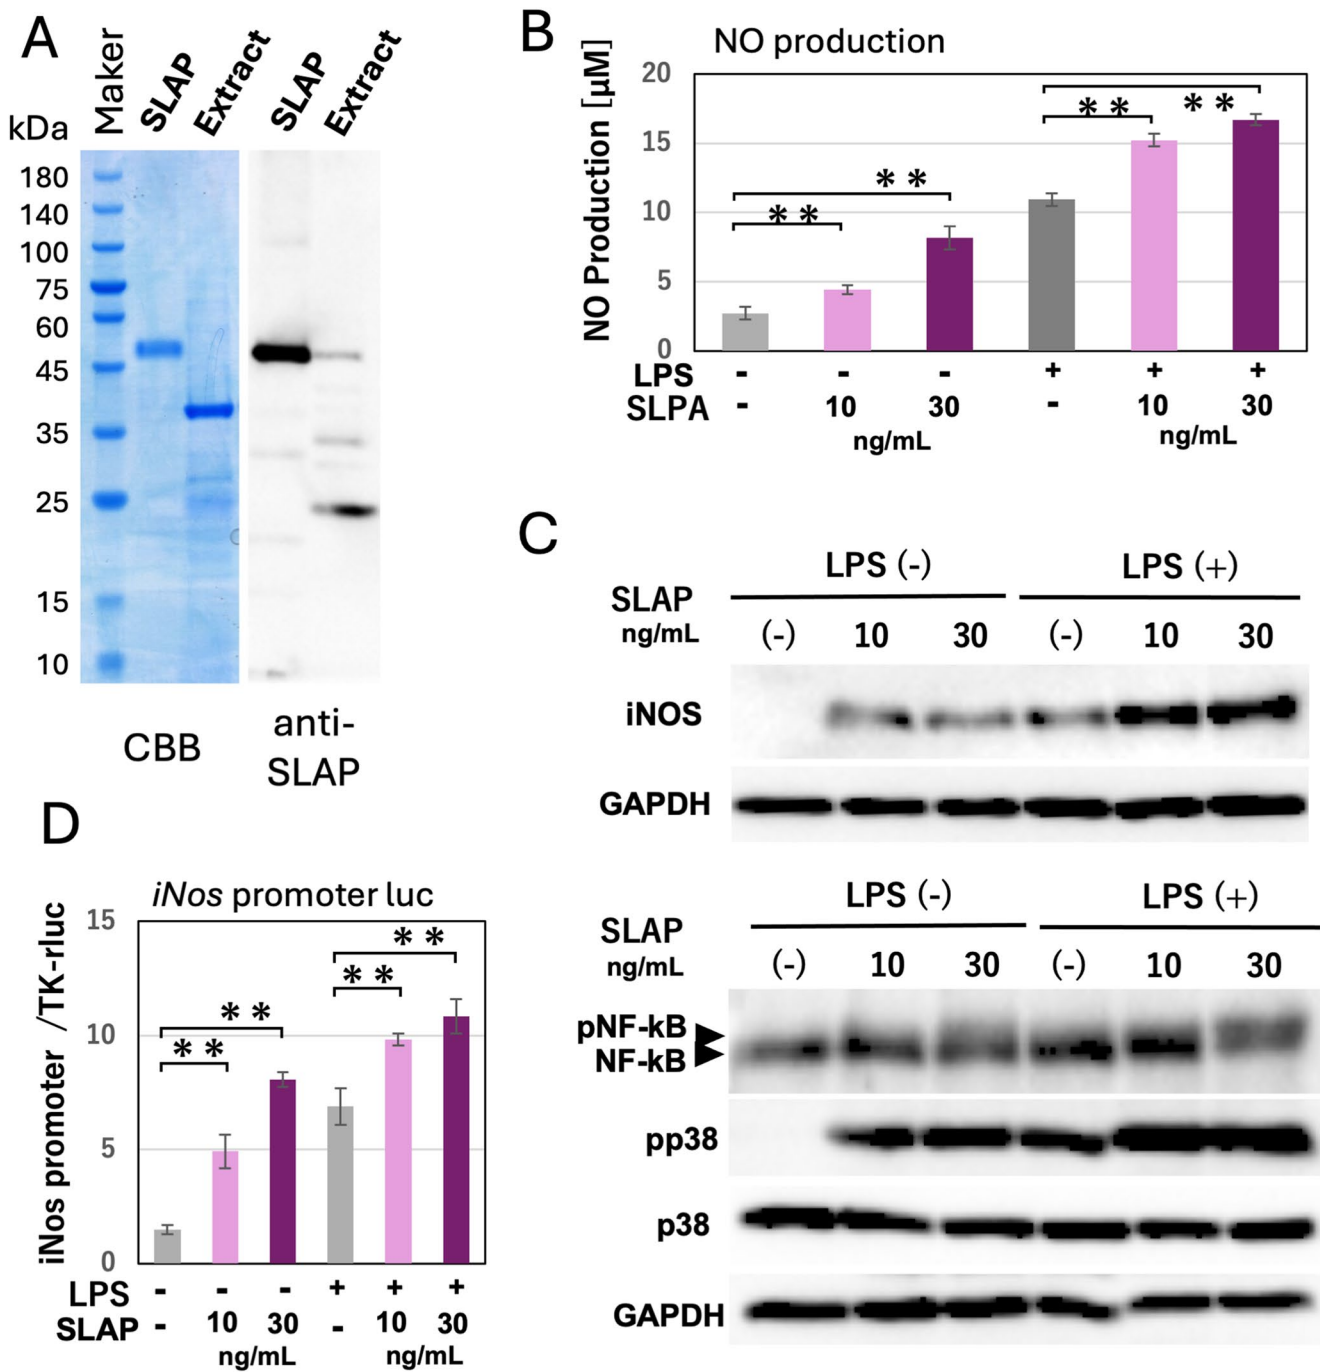 A
kDa
Maker
SLAP
Extract
SLAP
Extract
180
140
100
75
60
45
35
25
15
10
CBB
anti-
SLAP
B
NO production
NO Production [µM]
20
15
10
5
0
** ** ** **
LPS - - - + + +
SLPA - 10 30 - 10 30
ng/mL ng/mL
C
LPS (-) LPS (+)
SLAP
ng/mL (-) 10 30 (-) 10 30
iNOS
GAPDH
LPS (-) LPS (+)
SLAP
ng/mL (-) 10 30 (-) 10 30
pNF-kB
NF-kB
pp38
p38
GAPDH
D
iNos promoter luc
iNos promoter /TK-rluc
15
10
5
0
** ** ** **
LPS - - - + + +
SLAP - 10 30 - 10 30
ng/mL ng/mL